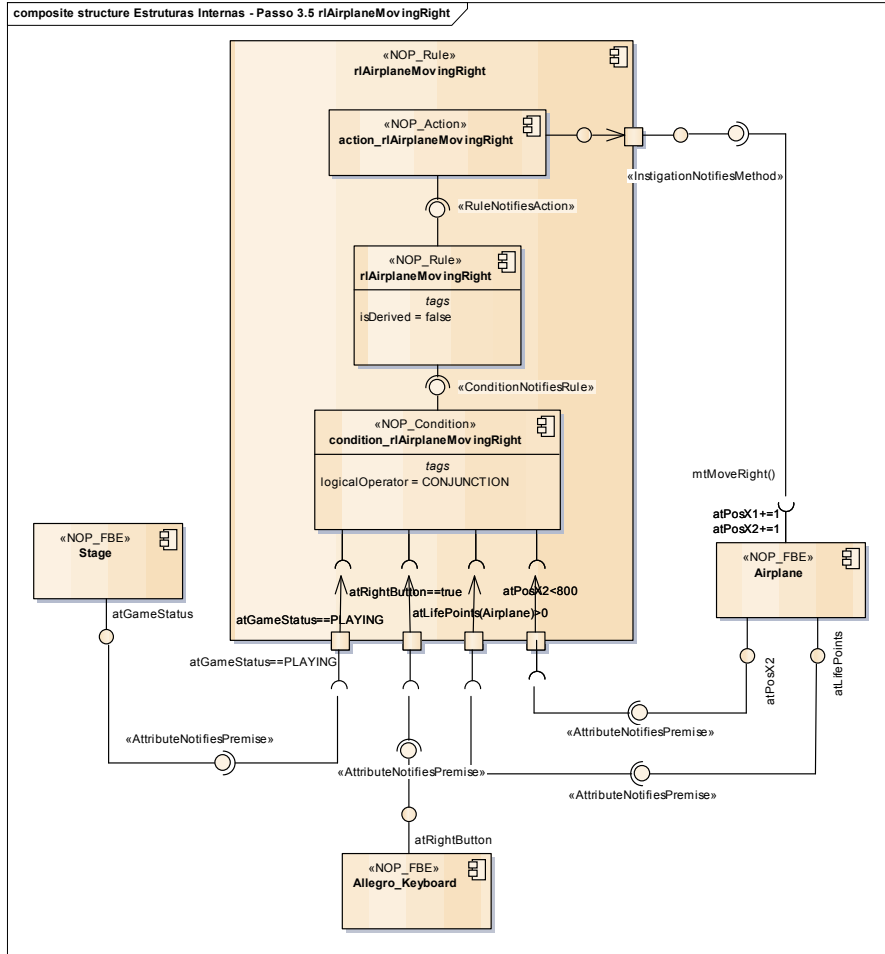 composite structure Estruturas Internas - Passo 3.5 rlAirplaneMovingRight
«NOP_Rule»
rlAirplaneMovingRight
«NOP_Action»
action_rlAirplaneMovingRight
«InstigationNotifiesMethod»
«RuleNotifiesAction»
«NOP_Rule»
rlAirplaneMovingRight
tags
isDerived = false
«ConditionNotifiesRule»
«NOP_Condition»
condition_rlAirplaneMovingRight
tags
logicalOperator = CONJUNCTION
mtMoveRight()
atPosX1+=1
atPosX2+=1
«NOP_FBE»
Stage
«NOP_FBE»
Airplane
atRightButton==true
atPosX2<800
atGameStatus
atGameStatus==PLAYING
atLifePoints(Airplane)>0
atGameStatus==PLAYING
atPosX2
atLifePoints
«AttributeNotifiesPremise»
«AttributeNotifiesPremise»
«AttributeNotifiesPremise»
«AttributeNotifiesPremise»
atRightButton
«NOP_FBE»
Allegro_Keyboard